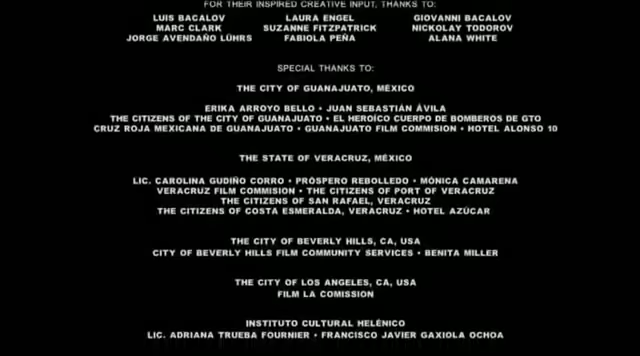 FOR THEIR INSPIRED CREATIVE INPUT, THANKS TO:
LUIS BACALOV LAURA ENGEL GIOVANNI BACALOV
MARC CLARK SUZANNE FITZPATRICK NICKOLAY TODOROV
JORGE AVENDAÑO LÜHRS FABIOLA PEÑA ALANA WHITE
SPECIAL THANKS TO:
THE CITY OF GUANAJUATO, MÉXICO
ERIKA ARROYO BELLO • JUAN SEBASTIÁN ÁVILA
THE CITIZENS OF THE CITY OF GUANAJUATO • EL HEROÍCO CUERPO DE BOMBEROS DE GTO
CRUZ ROJA MEXICANA DE GUANAJUATO • GUANAJUATO FILM COMMISION • HOTEL ALONSO 10
THE STATE OF VERACRUZ, MÉXICO
LIC. CAROLINA GUDIÑO CORRO • PRÓSPERO REBOLLEDO • MÓNICA CAMARENA
VERACRUZ FILM COMMISION • THE CITIZENS OF PORT OF VERACRUZ
THE CITIZENS OF SAN RAFAEL, VERACRUZ
THE CITIZENS OF COSTA ESMERALDA, VERACRUZ • HOTEL AZÚCAR
THE CITY OF BEVERLY HILLS, CA, USA
CITY OF BEVERLY HILLS FILM COMMUNITY SERVICES • BENITA MILLER
THE CITY OF LOS ANGELES, CA, USA
FILM LA COMISSION
INSTITUTO CULTURAL HELÉNICO
LIC. ADRIANA TRUEBA FOURNIER • FRANCISCO JAVIER GAXIOLA OCHOA